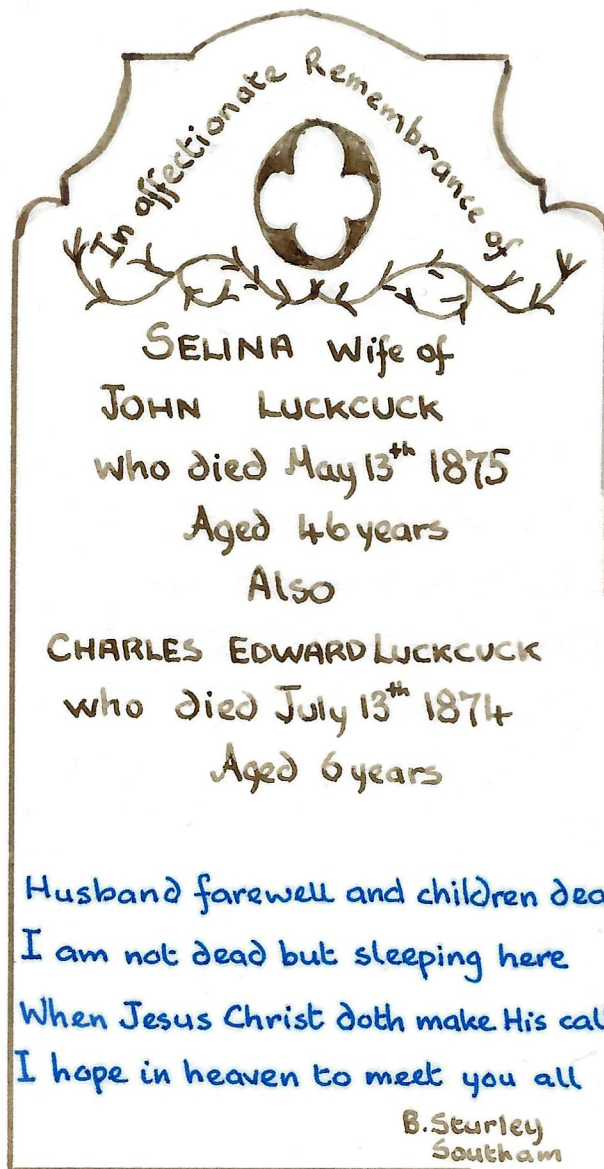 In affectionate Remembrance of
SELINA Wife of
JOHN LUCKCUCK
who died May 13th 1875
Aged 46 years
Also
CHARLES EDWARD LUCKCUCK
who died July 13th 1874
Aged 6 years
Husband farewell and children dea
I am not dead but sleeping here
When Jesus Christ doth make His cal
I hope in heaven to meet you all
B. Sturley
Southam